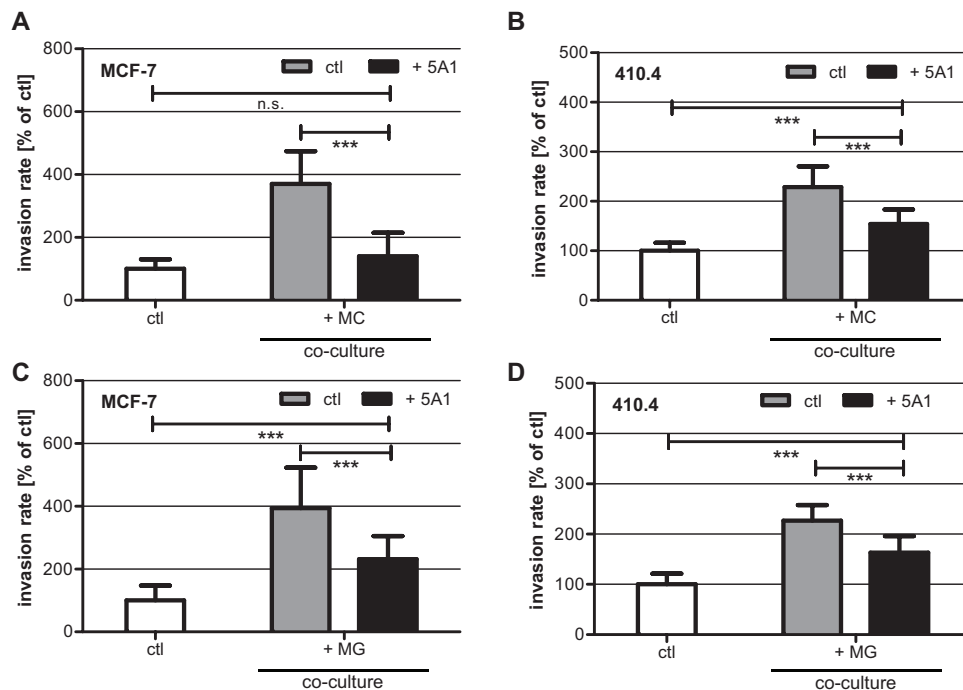 A
MCF-7
ctl
+ 5A1
n.s.
***
invasion rate [% of ctl]
800
600
400
200
0
ctl
+ MC
co-culture
B
410.4
ctl
+ 5A1
***
***
invasion rate [% of ctl]
500
400
300
200
100
0
ctl
+ MC
co-culture
C
MCF-7
ctl
+ 5A1
***
***
invasion rate [% of ctl]
800
600
400
200
0
ctl
+ MG
co-culture
D
410.4
ctl
+ 5A1
***
***
invasion rate [% of ctl]
500
400
300
200
100
0
ctl
+ MG
co-culture